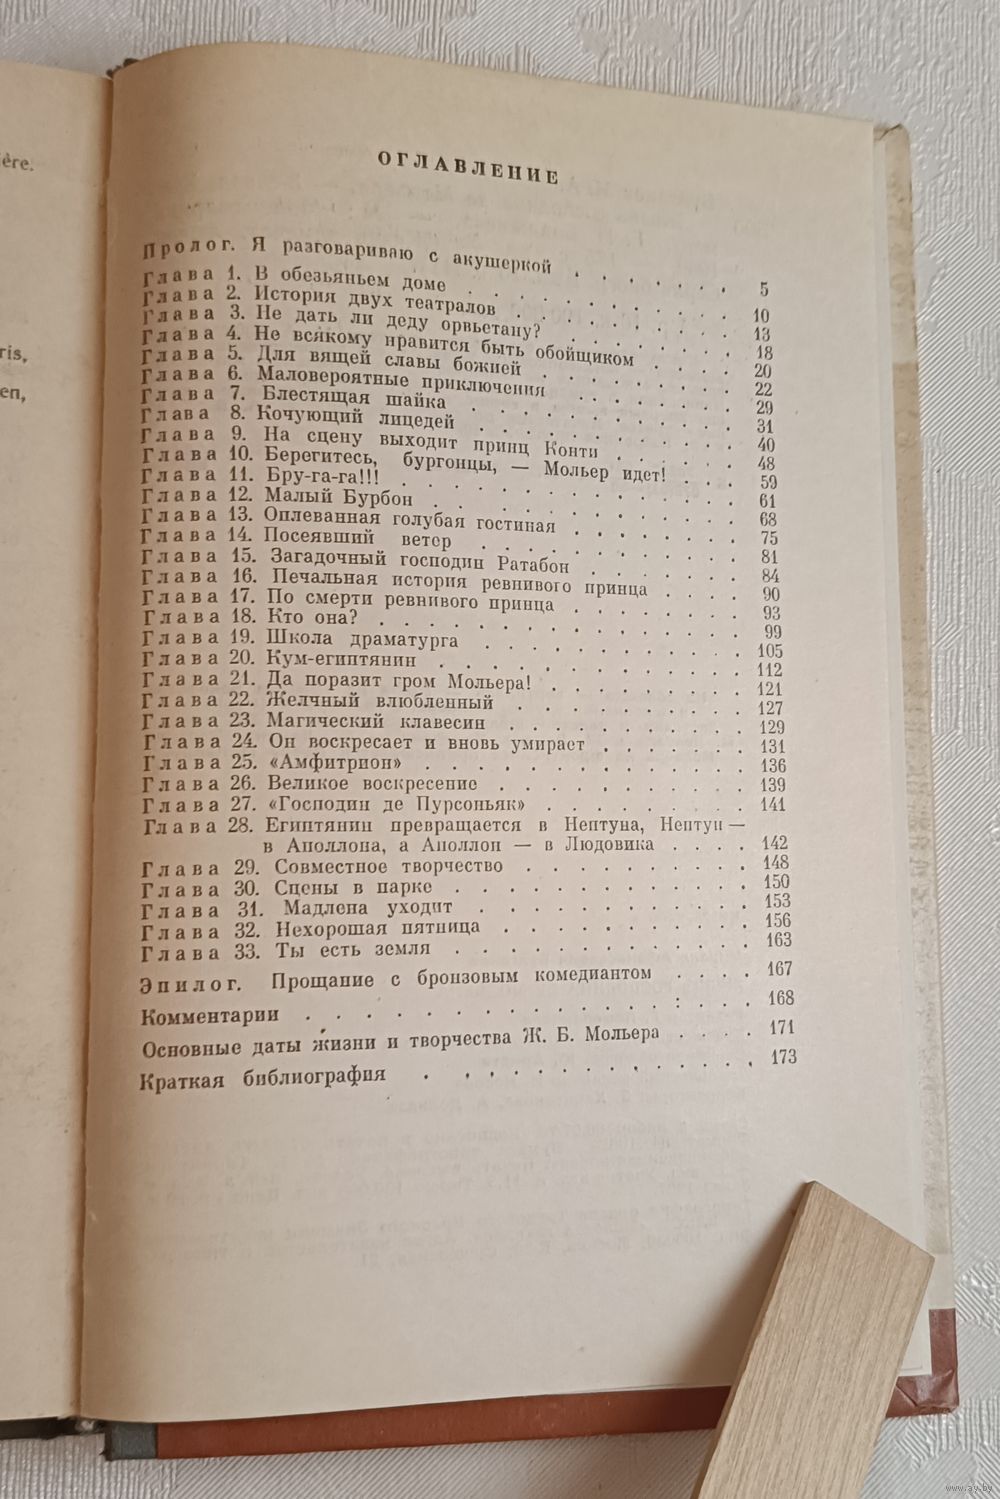 ère.
ris,
en,
ОГЛАВЛЕНИЕ
Пролог. Я разговариваю с акушеркой . . . . . . 5
Глава 1. В обезьяньем доме . . . . . . . . . 10
Глава 2. История двух театралов . . . . . . . 13
Глава 3. Не дать ли деду орвьетану? . . . . . . 18
Глава 4. Не всякому нравится быть обойщиком . . . . 20
Глава 5. Для вящей славы божией . . . . . . . 22
Глава 6. Маловероятные приключения . . . . . . 29
Глава 7. Блестящая шайка . . . . . . . . . 31
Глава 8. Кочующий лицедей . . . . . . . . . 40
Глава 9. На сцену выходит принц Конти . . . . . 48
Глава 10. Берегитесь, бургонцы, — Мольер идет! . . . 59
Глава 11. Бру-га-га!!! . . . . . . . . . . . 61
Глава 12. Малый Бурбон . . . . . . . . . . 68
Глава 13. Оплеванная голубая гостиная . . . . . . 75
Глава 14. Посеявший ветер . . . . . . . . . 81
Глава 15. Загадочный господин Ратабон . . . . . . 84
Глава 16. Печальная история ревнивого принца . . . . 90
Глава 17. По смерти ревнивого принца . . . . . . 93
Глава 18. Кто она? . . . . . . . . . . . . 99
Глава 19. Школа драматурга . . . . . . . . . 105
Глава 20. Кум-египтянин . . . . . . . . . . 112
Глава 21. Да поразит гром Мольера! . . . . . . . 121
Глава 22. Желчный влюбленный . . . . . . . . 127
Глава 23. Магический клавесин . . . . . . . . 129
Глава 24. Он воскресает и вновь умирает . . . . . . 131
Глава 25. «Амфитрион» . . . . . . . . . . . 136
Глава 26. Великое воскресение . . . . . . . . . 139
Глава 27. «Господин де Пурсоньяк» . . . . . . . 141
Глава 28. Египтянин превращается в Нептуна, Нептун —
в Аполлона, а Аполлон — в Людовика . . . . 142
Глава 29. Совместное творчество . . . . . . . . 148
Глава 30. Сцены в парке . . . . . . . . . . 150
Глава 31. Мадлена уходит . . . . . . . . . . 153
Глава 32. Нехорошая пятница . . . . . . . . . 156
Глава 33. Ты есть земля . . . . . . . . . . 163
Эпилог. Прощание с бронзовым комедиантом . . . . 167
Комментарии . . . . . . . . . . . . . . . 168
Основные даты жизни и творчества Ж. Б. Мольера . . . . 171
Краткая библиография . . . . . . . . . . . 173
www.ay.by